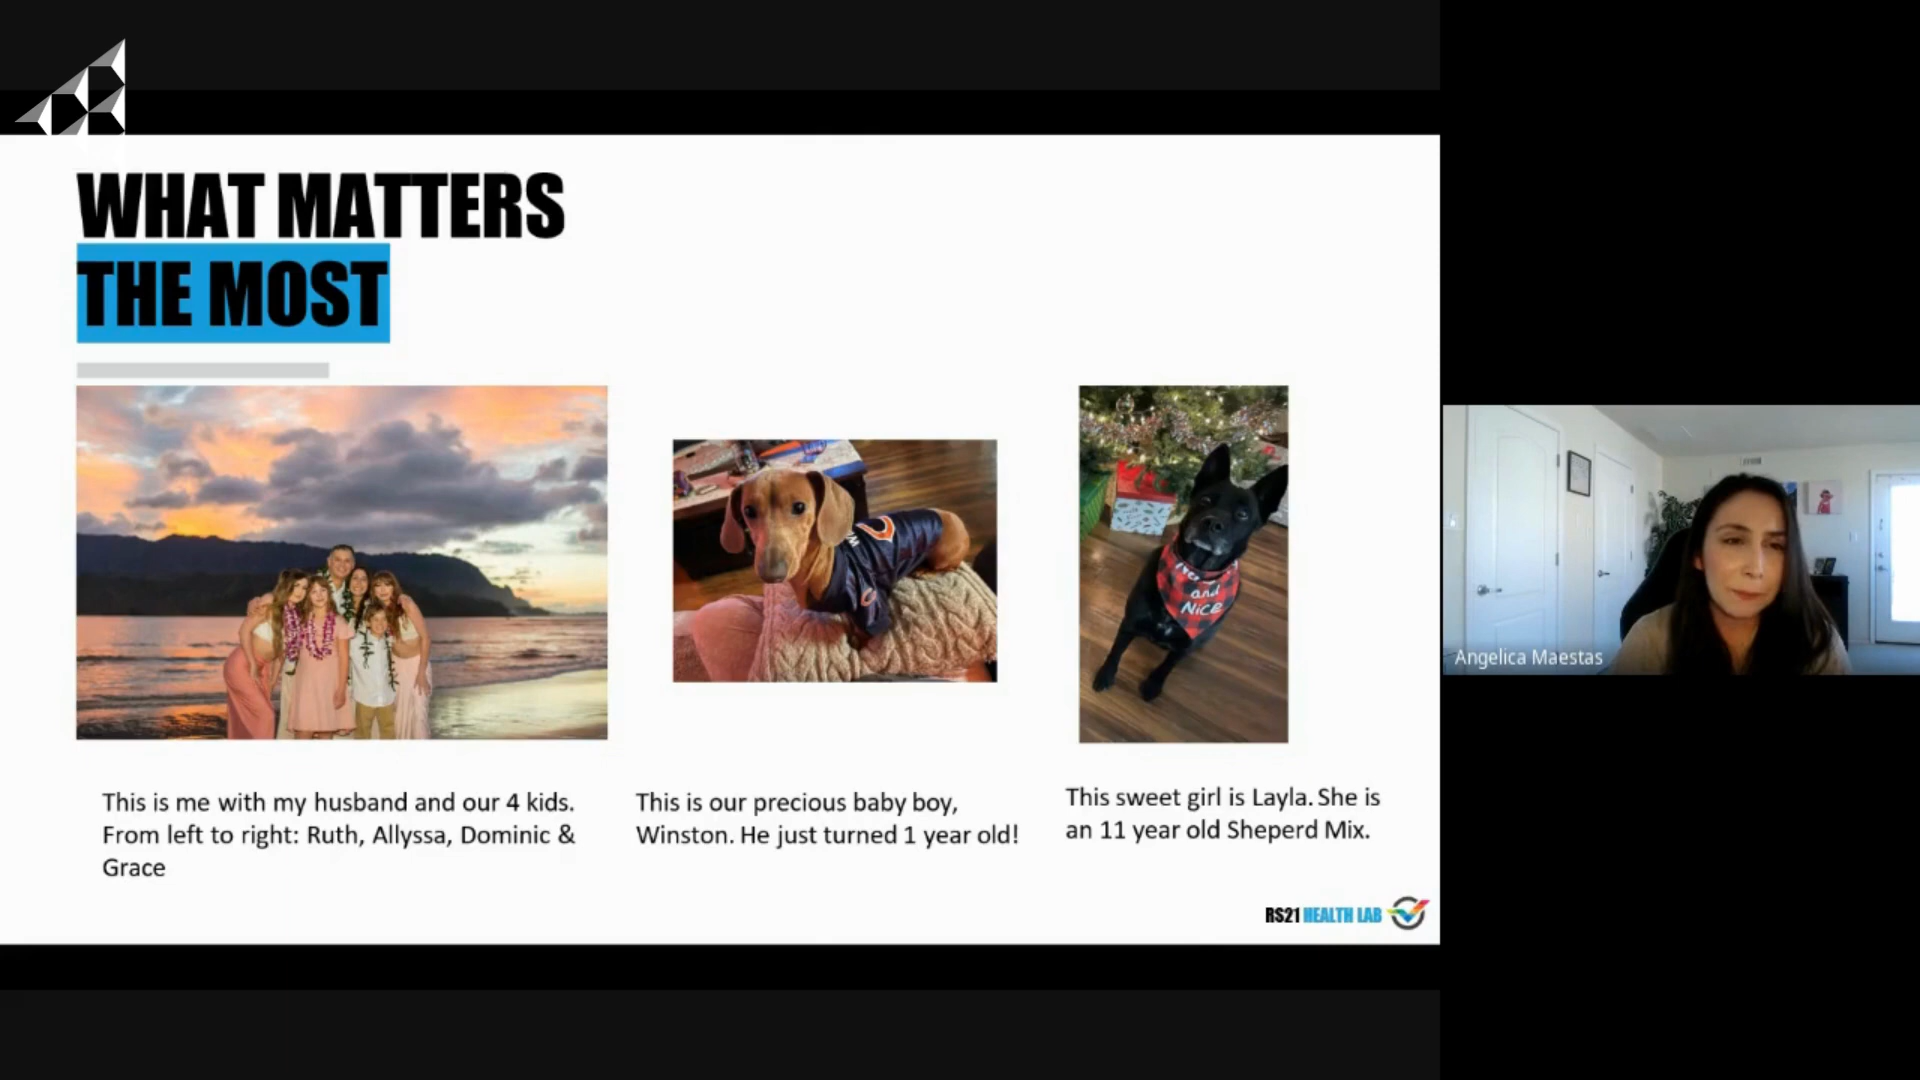 WHAT MATTERS
THE MOST
and
Nice
This is me with my husband and our 4 kids.
From left to right: Ruth, Allyssa, Dominic &
Grace
This is our precious baby boy,
Winston. He just turned 1 year old!
This sweet girl is Layla. She is
an 11 year old Sheperd Mix.
RS21 HEALTH LAB
Angelica Maestas